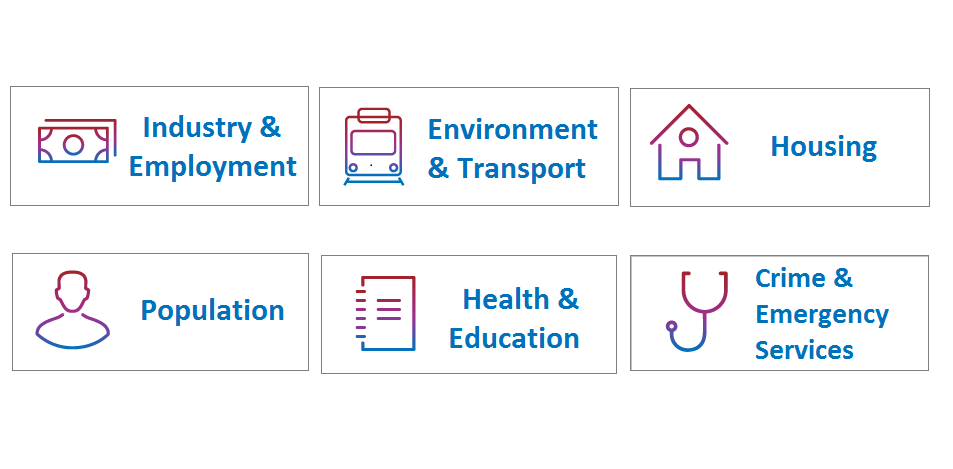 Industry &
Employment
Environment
& Transport
Housing
Population
Health &
Education
Crime &
Emergency
Services